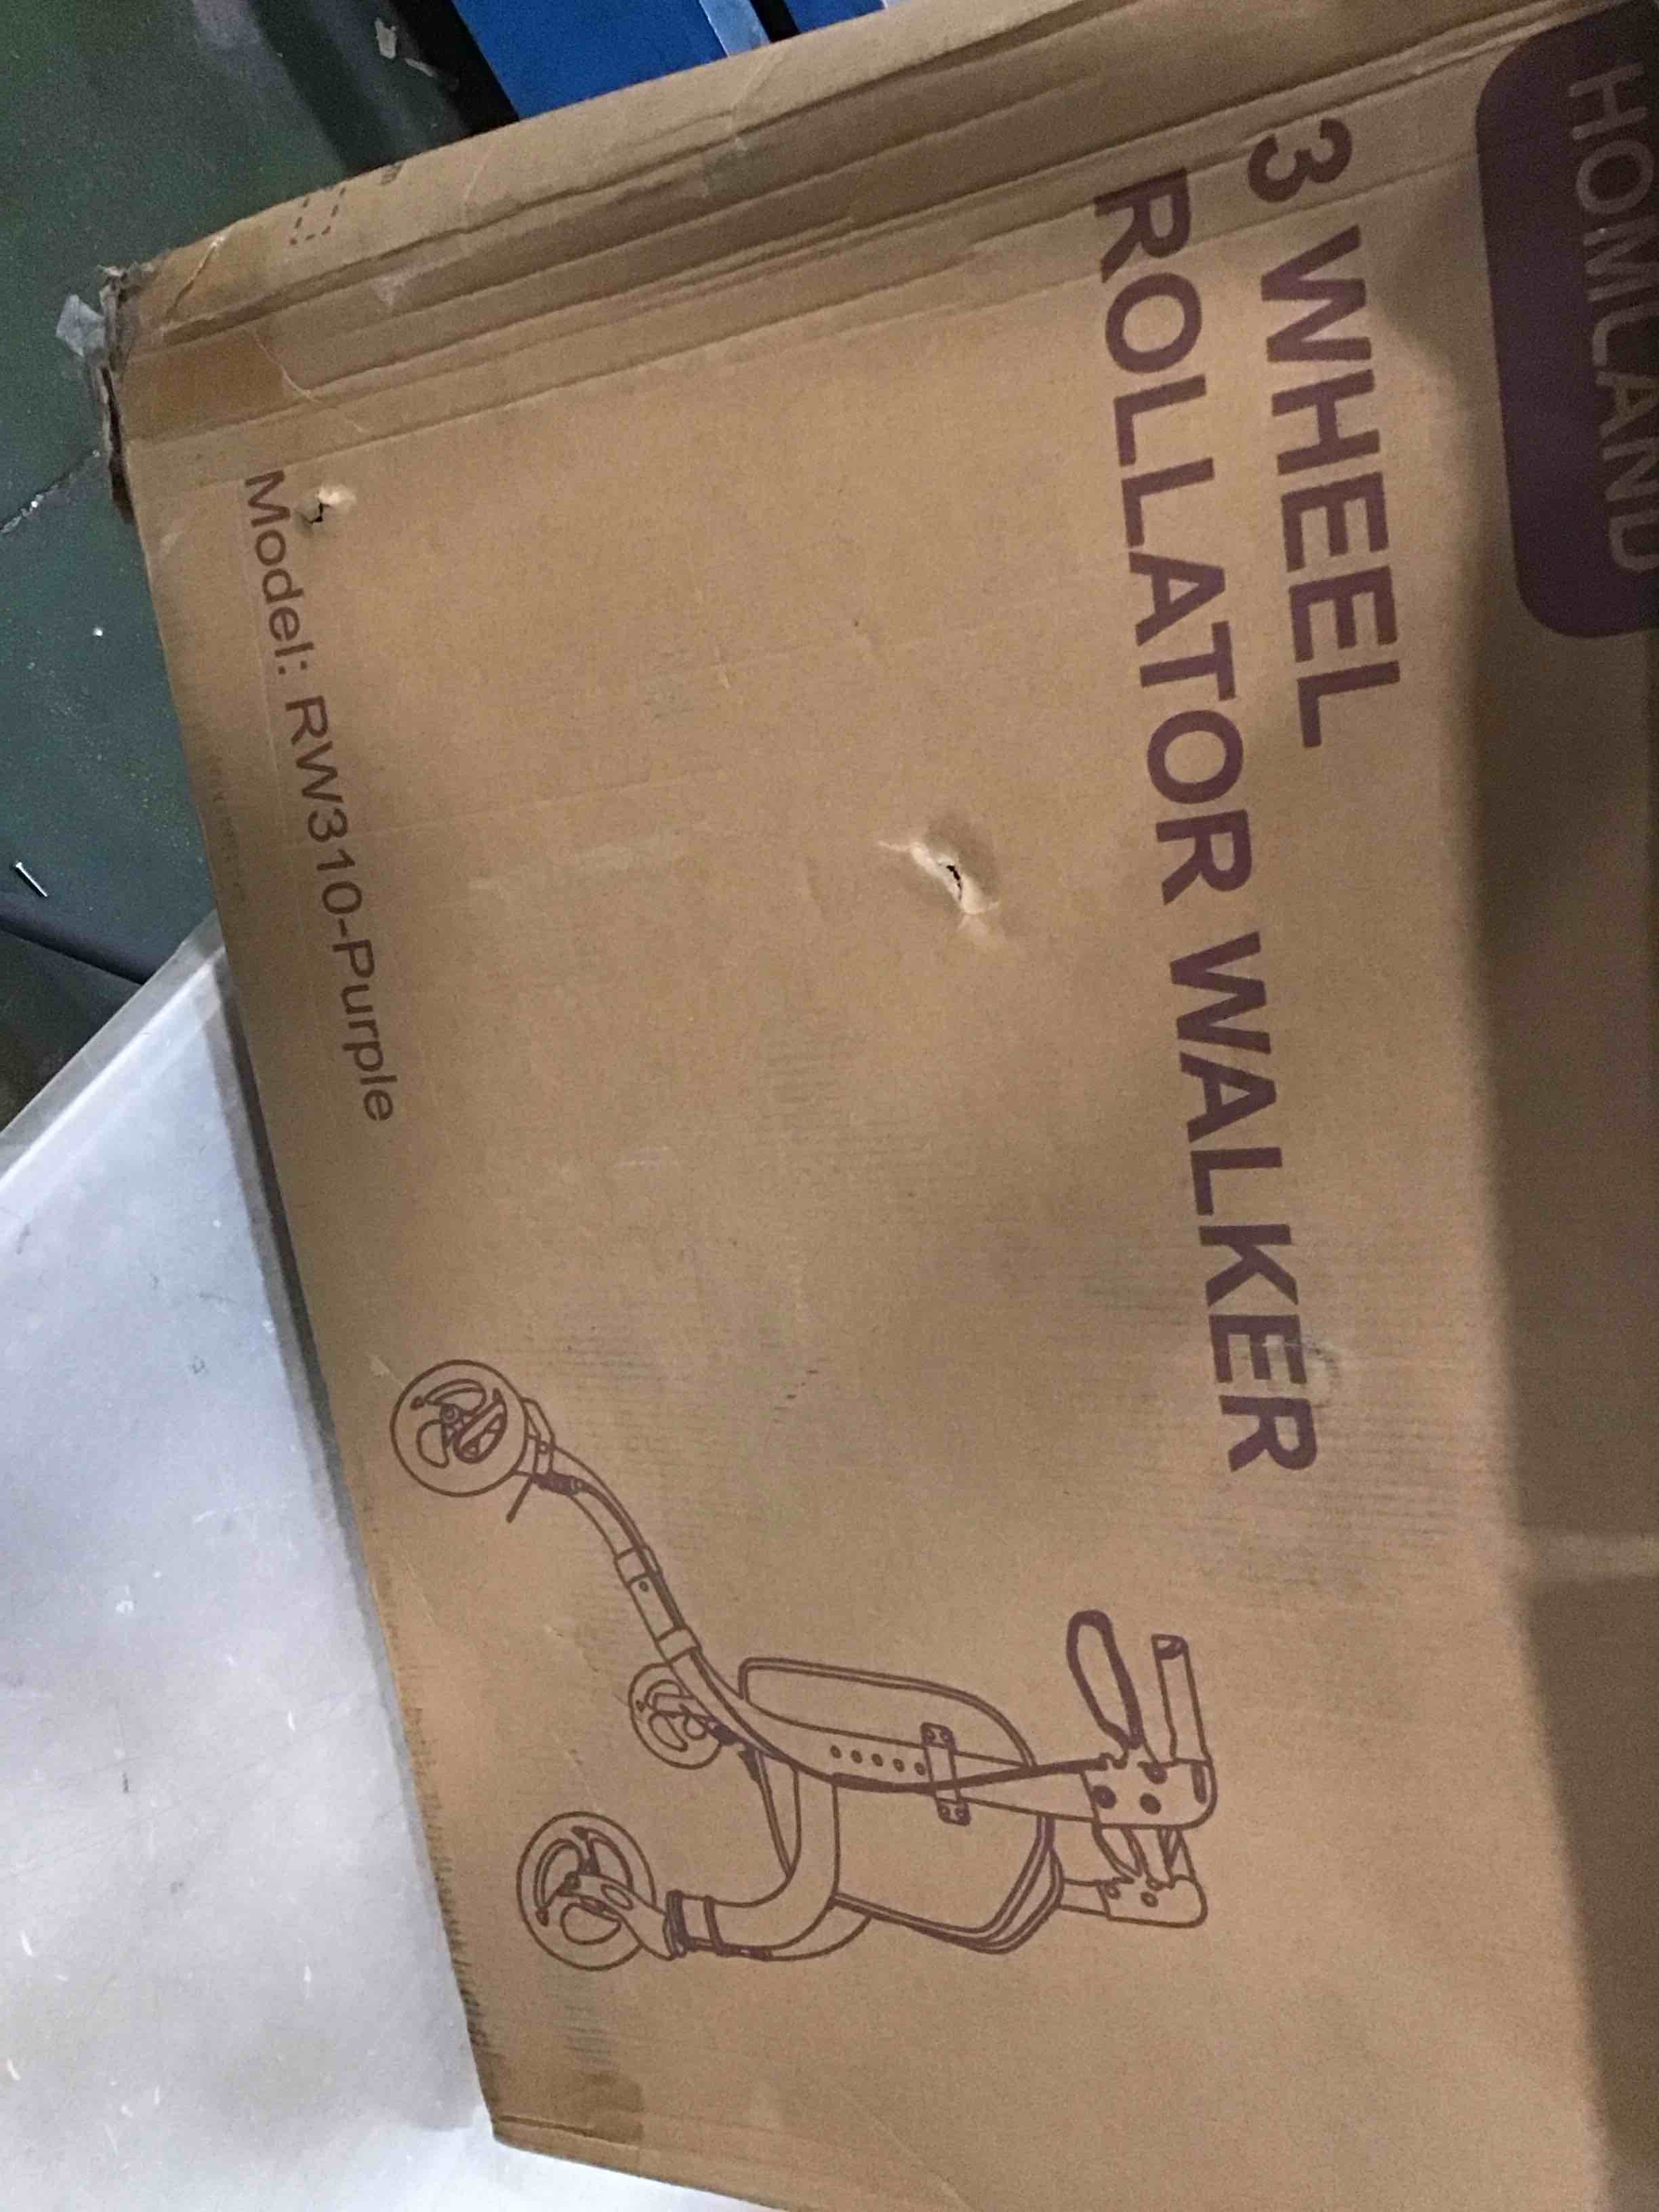 HOMLAND
3 WHEEL
ROLLATOR WALKER
Model: RW310-Purple